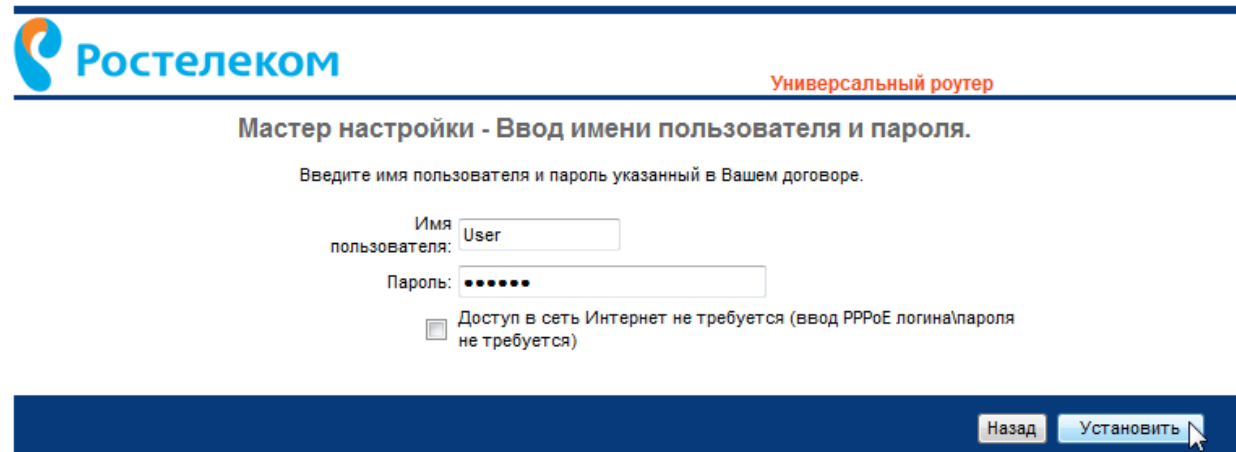 Ростелеком
Универсальный роутер
Мастер настройки - Ввод имени пользователя и пароля.
Введите имя пользователя и пароль указанный в Вашем договоре.
Имя
пользователя:
User
Пароль: ••••••
Доступ в сеть Интернет не требуется (ввод PPPoE логина\пароля
не требуется)
Назад Установить